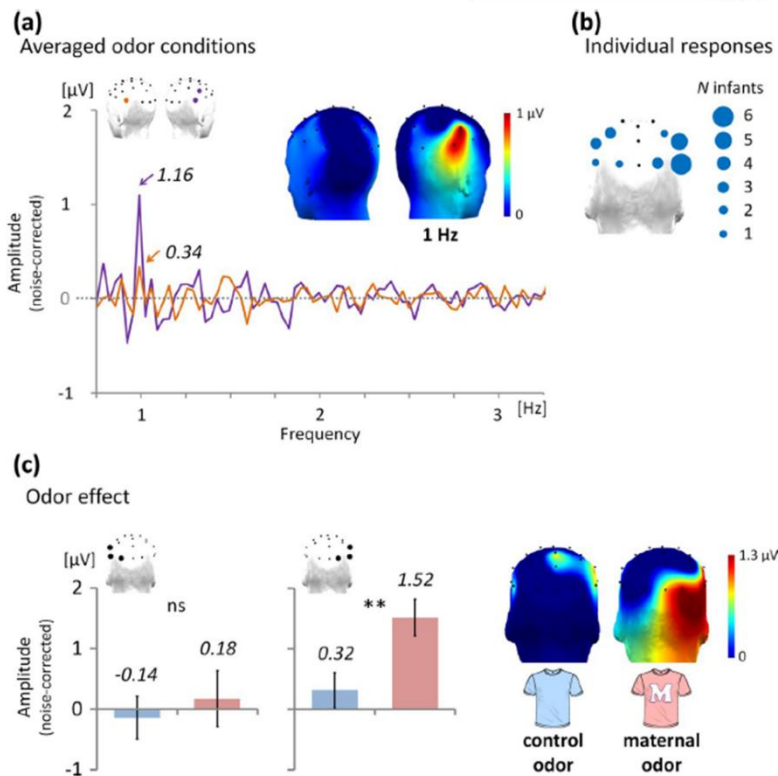 (a)
Averaged odor conditions
[µV]
2
1
0
-1
Amplitude
(noise-corrected)
1.16
0.34
1 µV
0
1 Hz
1
2
3
[Hz]
Frequency
(b)
Individual responses
N infants
6
5
4
3
2
1
(c)
Odor effect
[µV]
2
1
0
-1
Amplitude
(noise-corrected)
ns
-0.14
0.18
**
0.32
1.52
1.3 µV
0
M
control
odor
maternal
odor